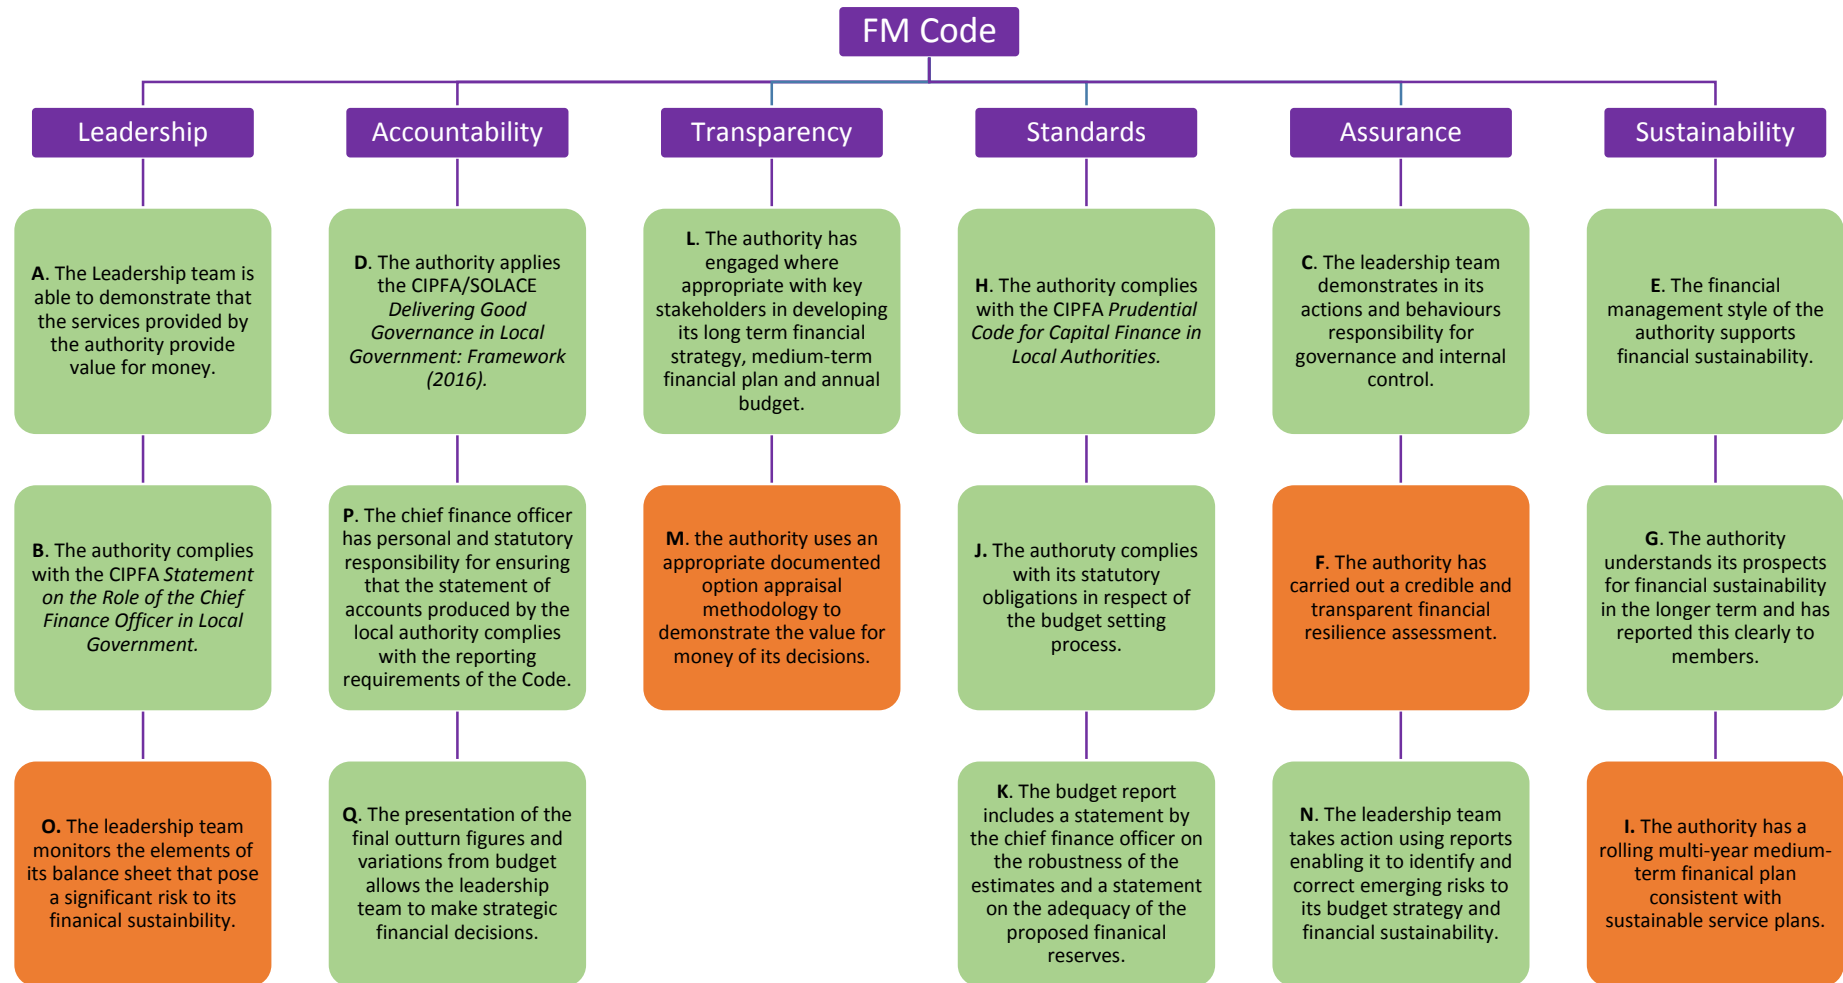 FM Code
Leadership
Accountability
Transparency
Standards
Assurance
Sustainability
A. The Leadership team is
able to demonstrate that
the services provided by
the authority provide
value for money.
D. The authority applies
the CIPFA/SOLACE
Delivering Good
Governance in Local
Government: Framework
(2016).
L. The authority has
engaged where
appropriate with key
stakeholders in developing
its long term financial
strategy, medium-term
financial plan and annual
budget.
H. The authority complies
with the CIPFA Prudential
Code for Capital Finance in
Local Authorities.
C. The leadership team
demonstrates in its
actions and behaviours
responsibility for
governance and internal
control.
E. The financial
management style of the
authority supports
financial sustainability.
B. The authority complies
with the CIPFA Statement
on the Role of the Chief
Finance Officer in Local
Government.
P. The chief finance officer
has personal and statutory
responsibility for ensuring
that the statement of
accounts produced by the
local authority complies
with the reporting
requirements of the Code.
M. the authority uses an
appropriate documented
option appraisal
methodology to
demonstrate the value for
money of its decisions.
J. The authoruty complies
with its statutory
obligations in respect of
the budget setting
process.
F. The authority has
carried out a credible and
transparent financial
resilience assessment.
G. The authority
understands its prospects
for financial sustainability
in the longer term and has
reported this clearly to
members.
O. The leadership team
monitors the elements of
its balance sheet that pose
a significant risk to its
finanical sustainbility.
Q. The presentation of the
final outturn figures and
variations from budget
allows the leadership
team to make strategic
financial decisions.
K. The budget report
includes a statement by
the chief finance officer on
the robustness of the
estimates and a statement
on the adequacy of the
proposed finanical
reserves.
N. The leadership team
takes action using reports
enabling it to identify and
correct emerging risks to
its budget strategy and
financial sustainability.
I. The authority has a
rolling multi-year medium-
term finanical plan
consistent with
sustainable service plans.